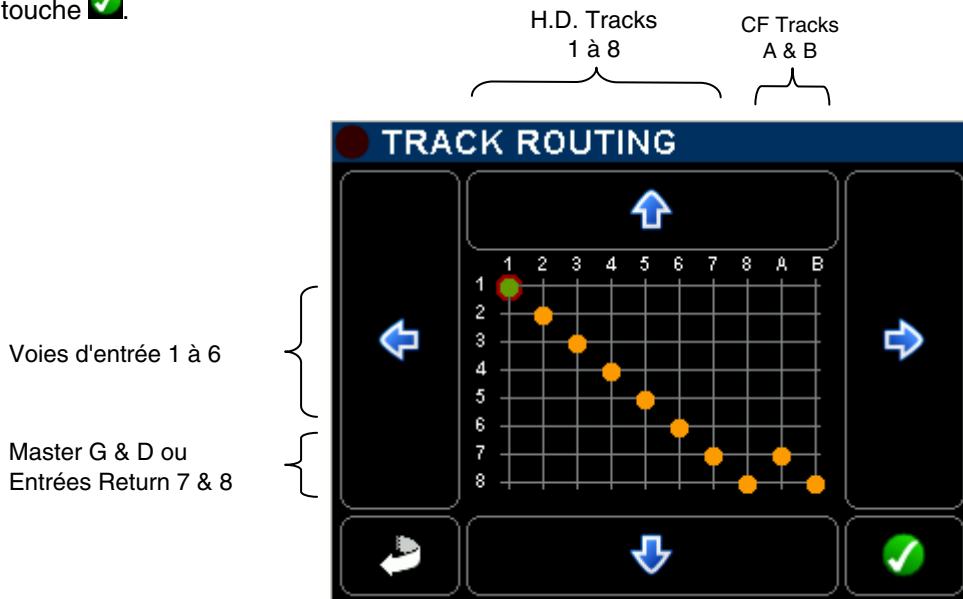 touche ✓.
H.D. Tracks
1 à 8
CF Tracks
A & B
TRACK ROUTING
1 2 3 4 5 6 7 8 A B
1
2
3
4
5
6
7
8
Voies d'entrée 1 à 6
Master G & D ou
Entrées Return 7 & 8